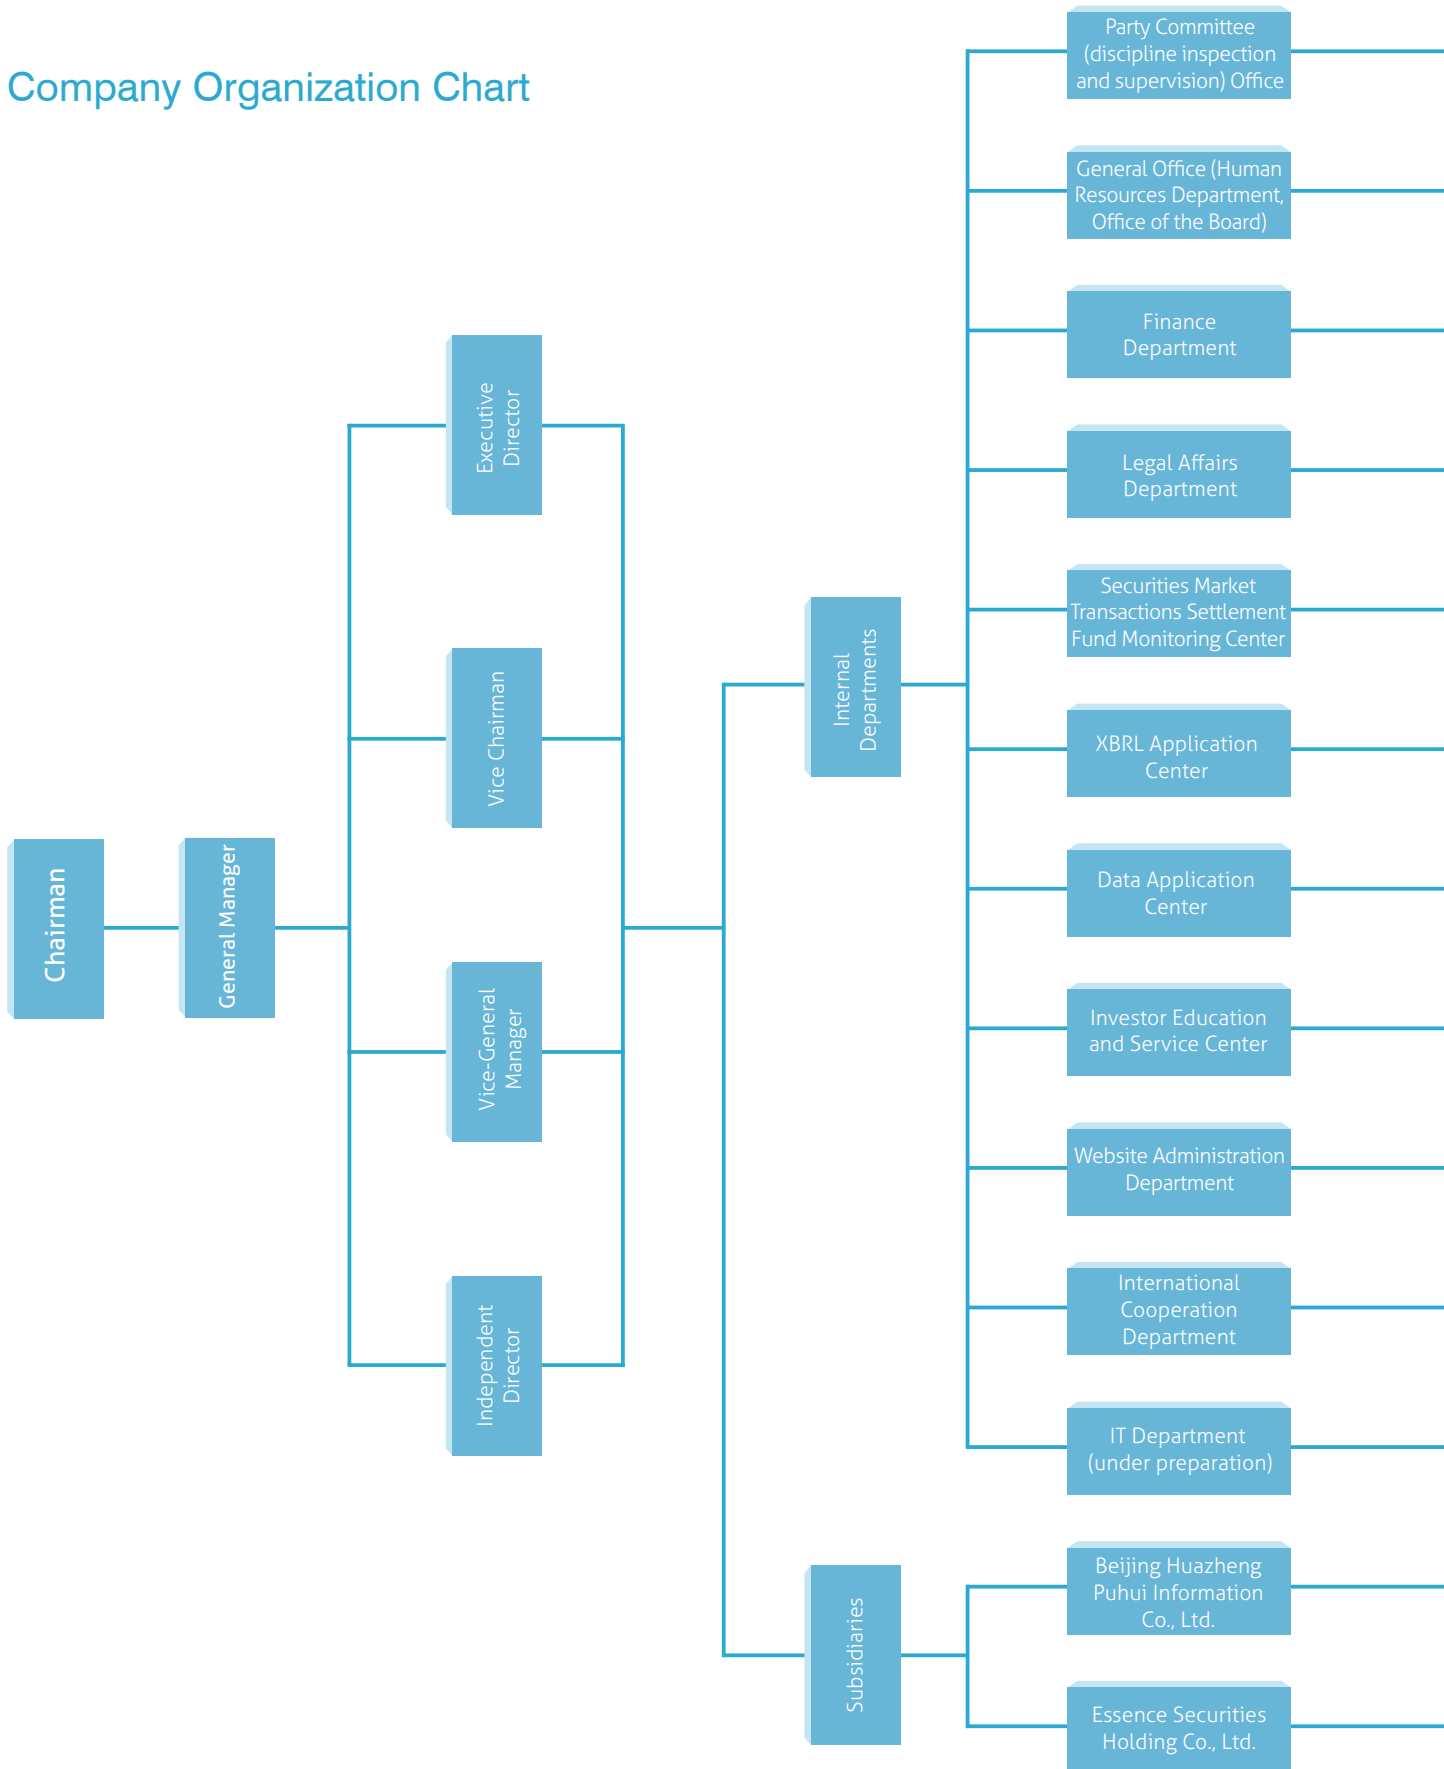 Company Organization Chart
Chairman
General Manager
Executive
Director
Vice Chairman
Vice-General
Manager
Independent
Director
Internal
Departments
Subsidiaries
Party Committee
(discipline inspection
and supervision) Office
General Office (Human
Resources Department,
Office of the Board)
Finance
Department
Legal Affairs
Department
Securities Market
Transactions Settlement
Fund Monitoring Center
XBRL Application
Center
Data Application
Center
Investor Education
and Service Center
Website Administration
Department
International
Cooperation
Department
IT Department
(under preparation)
Beijing Huazheng
Puhui Information
Co., Ltd.
Essence Securities
Holding Co., Ltd.